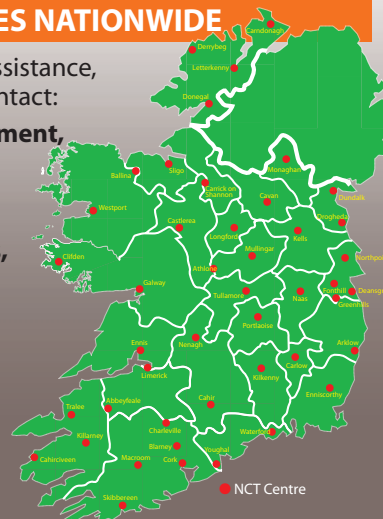 ES NATIONWIDE
ssistance,
ntact:
ment,
,
Carndonagh
Derrybeg
Letterkenny
Donegal
Monaghan
Ballina
Sligo
Carrick on
Shannon
Cavan
Dundalk
Westport
Castlerea
Longford
Kells
Drogheda
Mullingar
Clifden
Athlone
Northpoi
Galway
Tullamore
Naas
Fonthill
Deansgr
Greenhills
Portlaoise
Ennis
Nenagh
Arklow
Limerick
Carlow
Kilkenny
Enniscorthy
Abbeyfeale
Cahir
Tralee
Charleville
Waterford
Killarney
Blarney
Youghal
Cahirciveen
Macroom
Cork
Skibbereen
NCT Centre